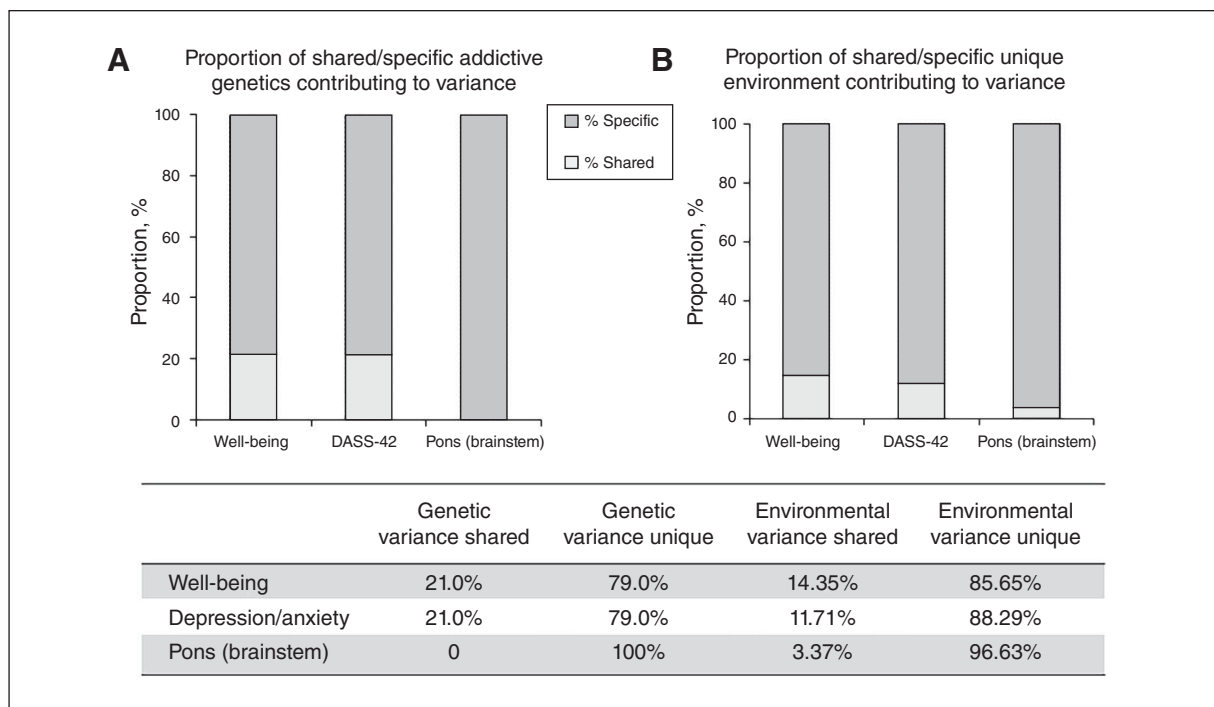 A
Proportion of shared/specific addictive
genetics contributing to variance
Proportion, %
100
80
60
40
20
0
Well-being
DASS-42
Pons (brainstem)
% Specific
% Shared
B
Proportion of shared/specific unique
environment contributing to variance
Proportion, %
100
80
60
40
20
0
Well-being
DASS-42
Pons (brainstem)
Genetic variance shared
Genetic variance unique
Environmental variance shared
Environmental variance unique
Well-being 21.0% 79.0% 14.35% 85.65%
Depression/anxiety 21.0% 79.0% 11.71% 88.29%
Pons (brainstem) 0 100% 3.37% 96.63%